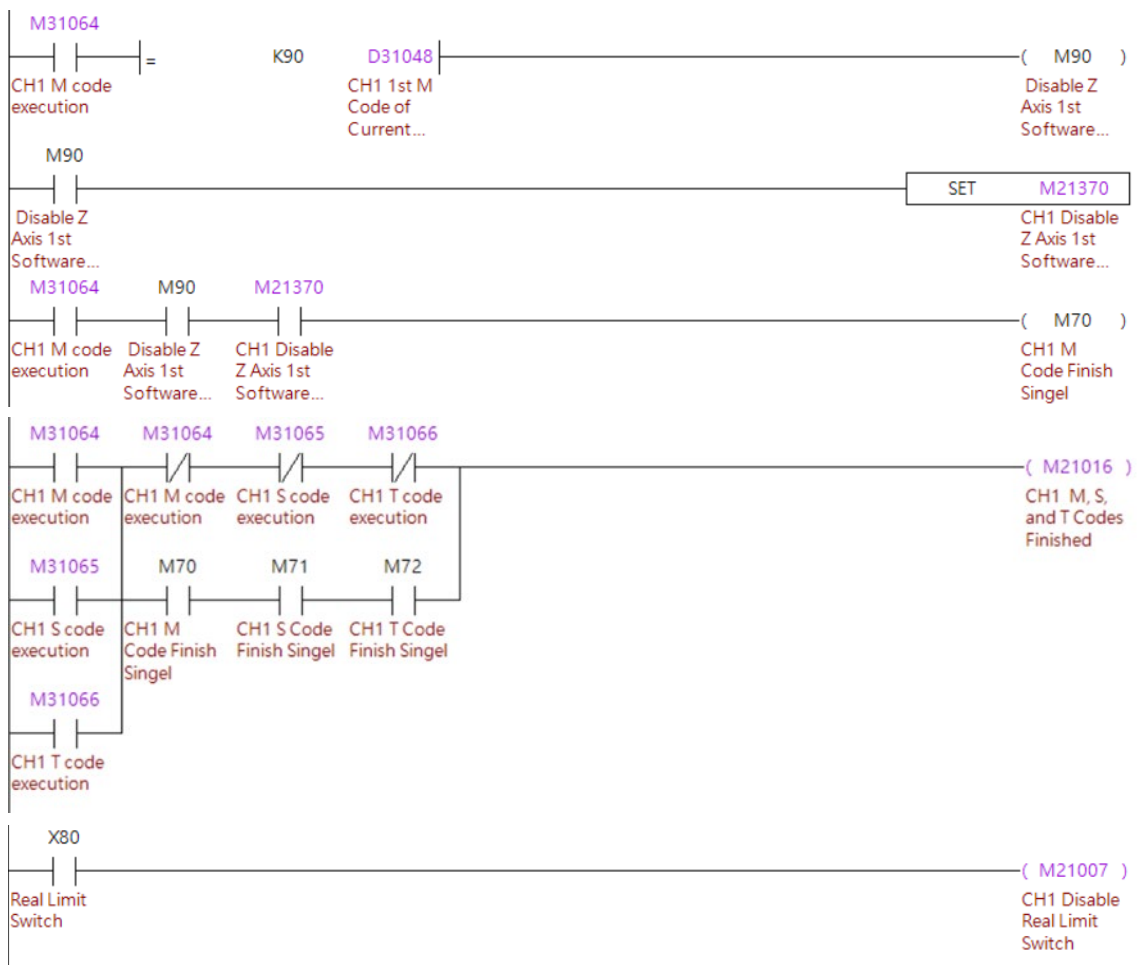 M31064
= K90 D31048 ( M90 )
CH1 M code CH1 1st M Disable Z
execution Code of Axis 1st
Current... Software...
M90
SET M21370
Disable Z CH1 Disable
Axis 1st Z Axis 1st
Software... Software...
M31064 M90 M21370
( M70 )
CH1 M code Disable Z CH1 Disable CH1 M
execution Axis 1st Z Axis 1st Code Finish
Software... Software... Singel
M31064 M31064 M31065 M31066
( M21016 )
CH1 M code CH1 M code CH1 S code CH1 T code CH1 M, S,
execution execution execution execution and T Codes
Finished
M31065 M70 M71 M72
CH1 S code CH1 M CH1 S Code CH1 T Code
execution Code Finish Finish Singel Finish Singel
Singel
M31066
CH1 T code
execution
X80
( M21007 )
Real Limit CH1 Disable
Switch Real Limit
Switch